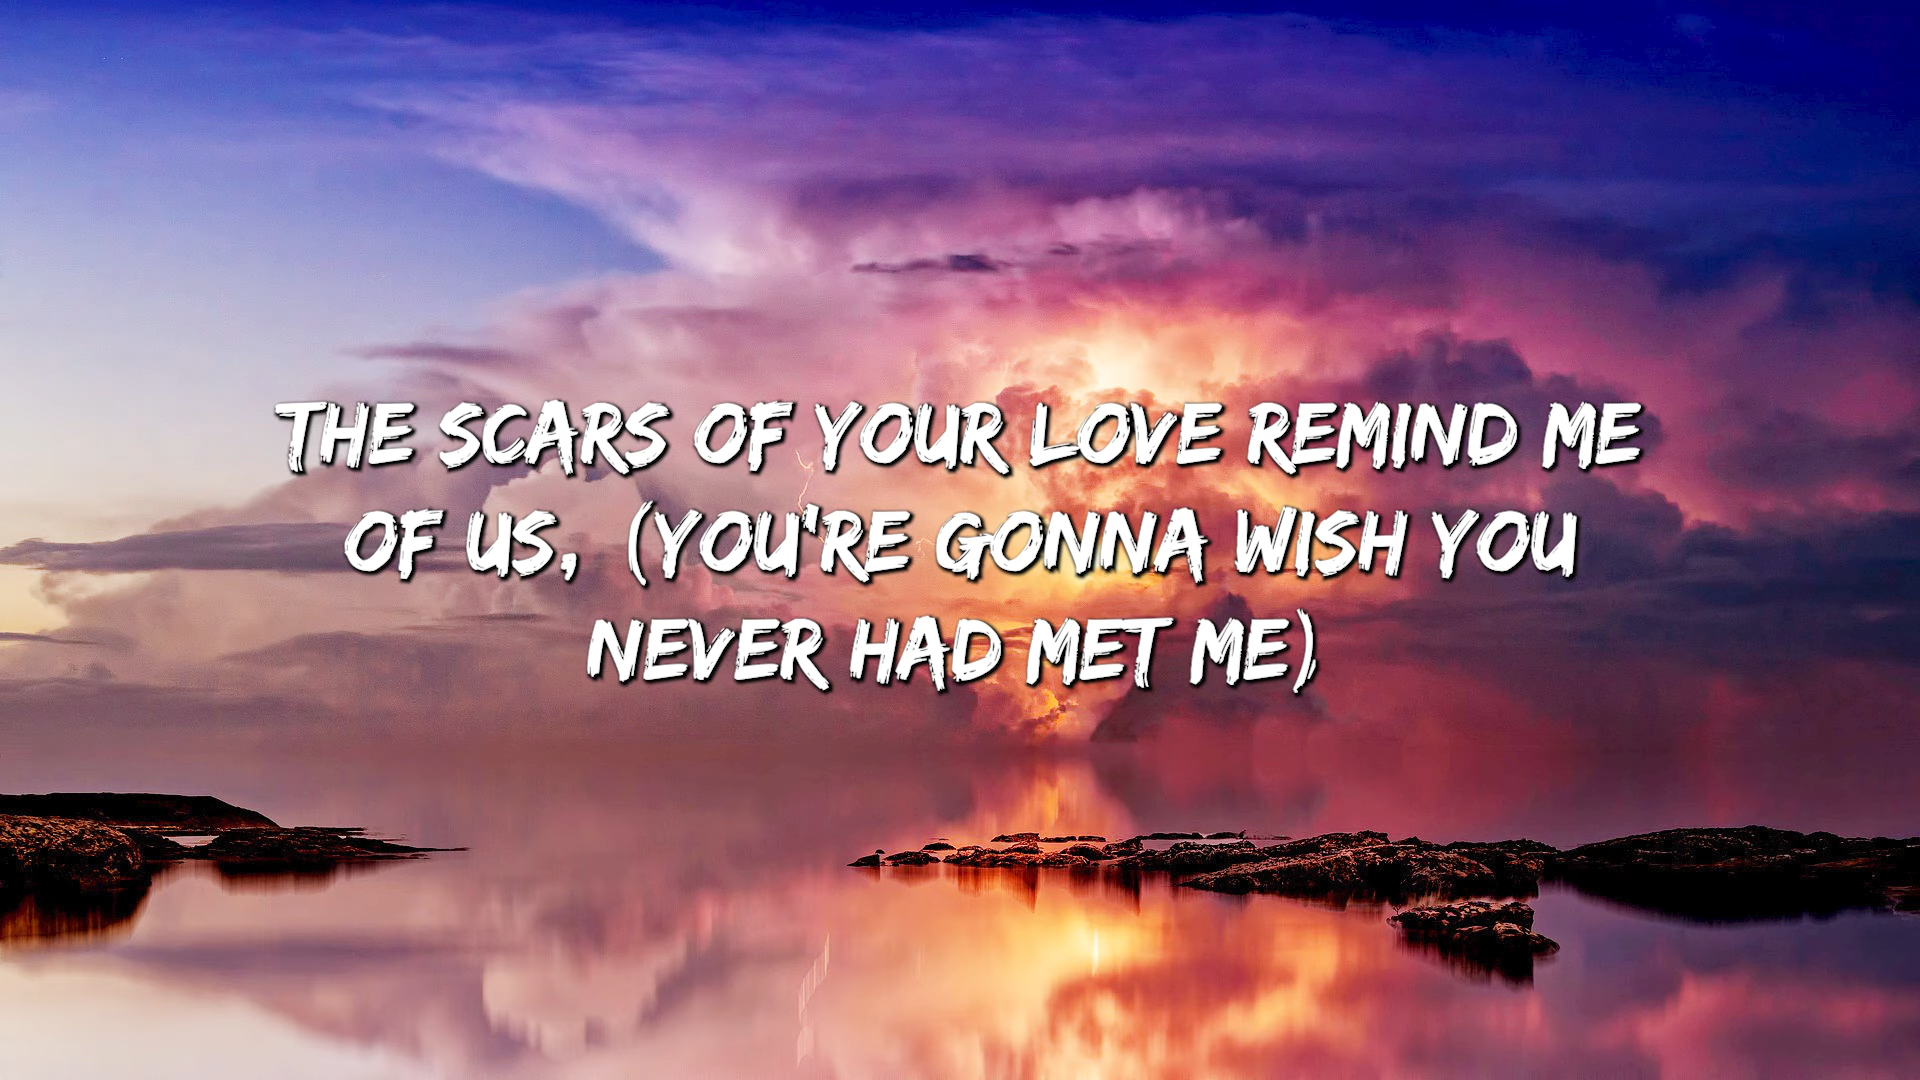 THE SCARS OF YOUR LOVE REMIND ME
OF US, (YOU'RE GONNA WISH YOU
NEVER HAD MET ME)